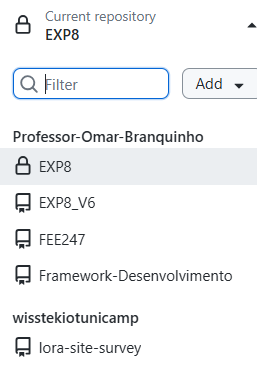 Current repository
EXP8
Filter
Add
Professor-Omar-Branquinho
EXP8
EXP8_V6
FEE247
Framework-Desenvolvimento
wisstekiotunicamp
lora-site-survey